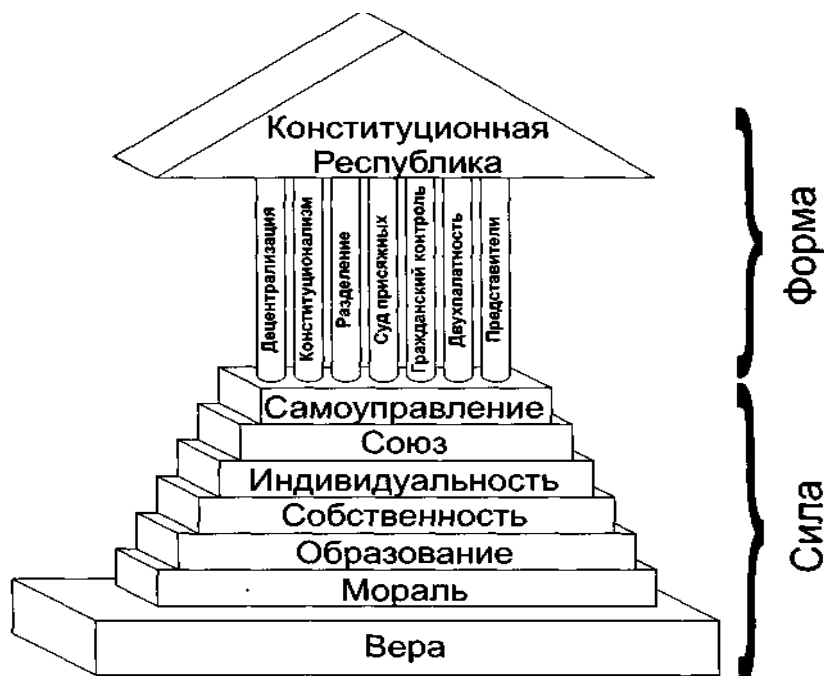 Конституционная
Республика
Децентрализация
Конституционализм
Разделение
Суд присяжных
Гражданский контроль
Двухпалатность
Представители
Форма
Самоуправление
Союз
Индивидуальность
Собственность
Образование
Мораль
Вера
Сила